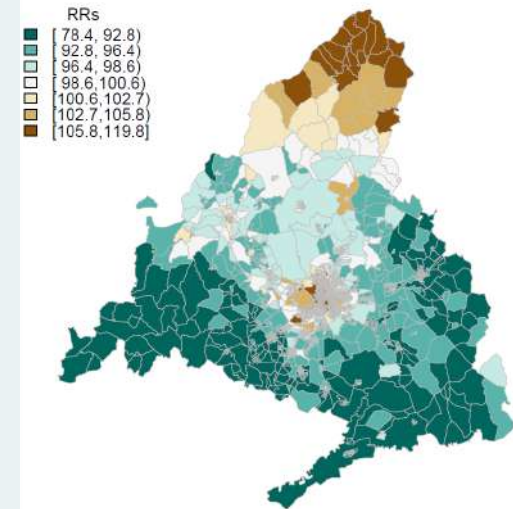 RRs
[ 78.4, 92.8)
[ 92.8, 96.4)
[ 96.4, 98.6)
[ 98.6,100.6)
[100.6,102.7)
[102.7,105.8)
[105.8,119.8]